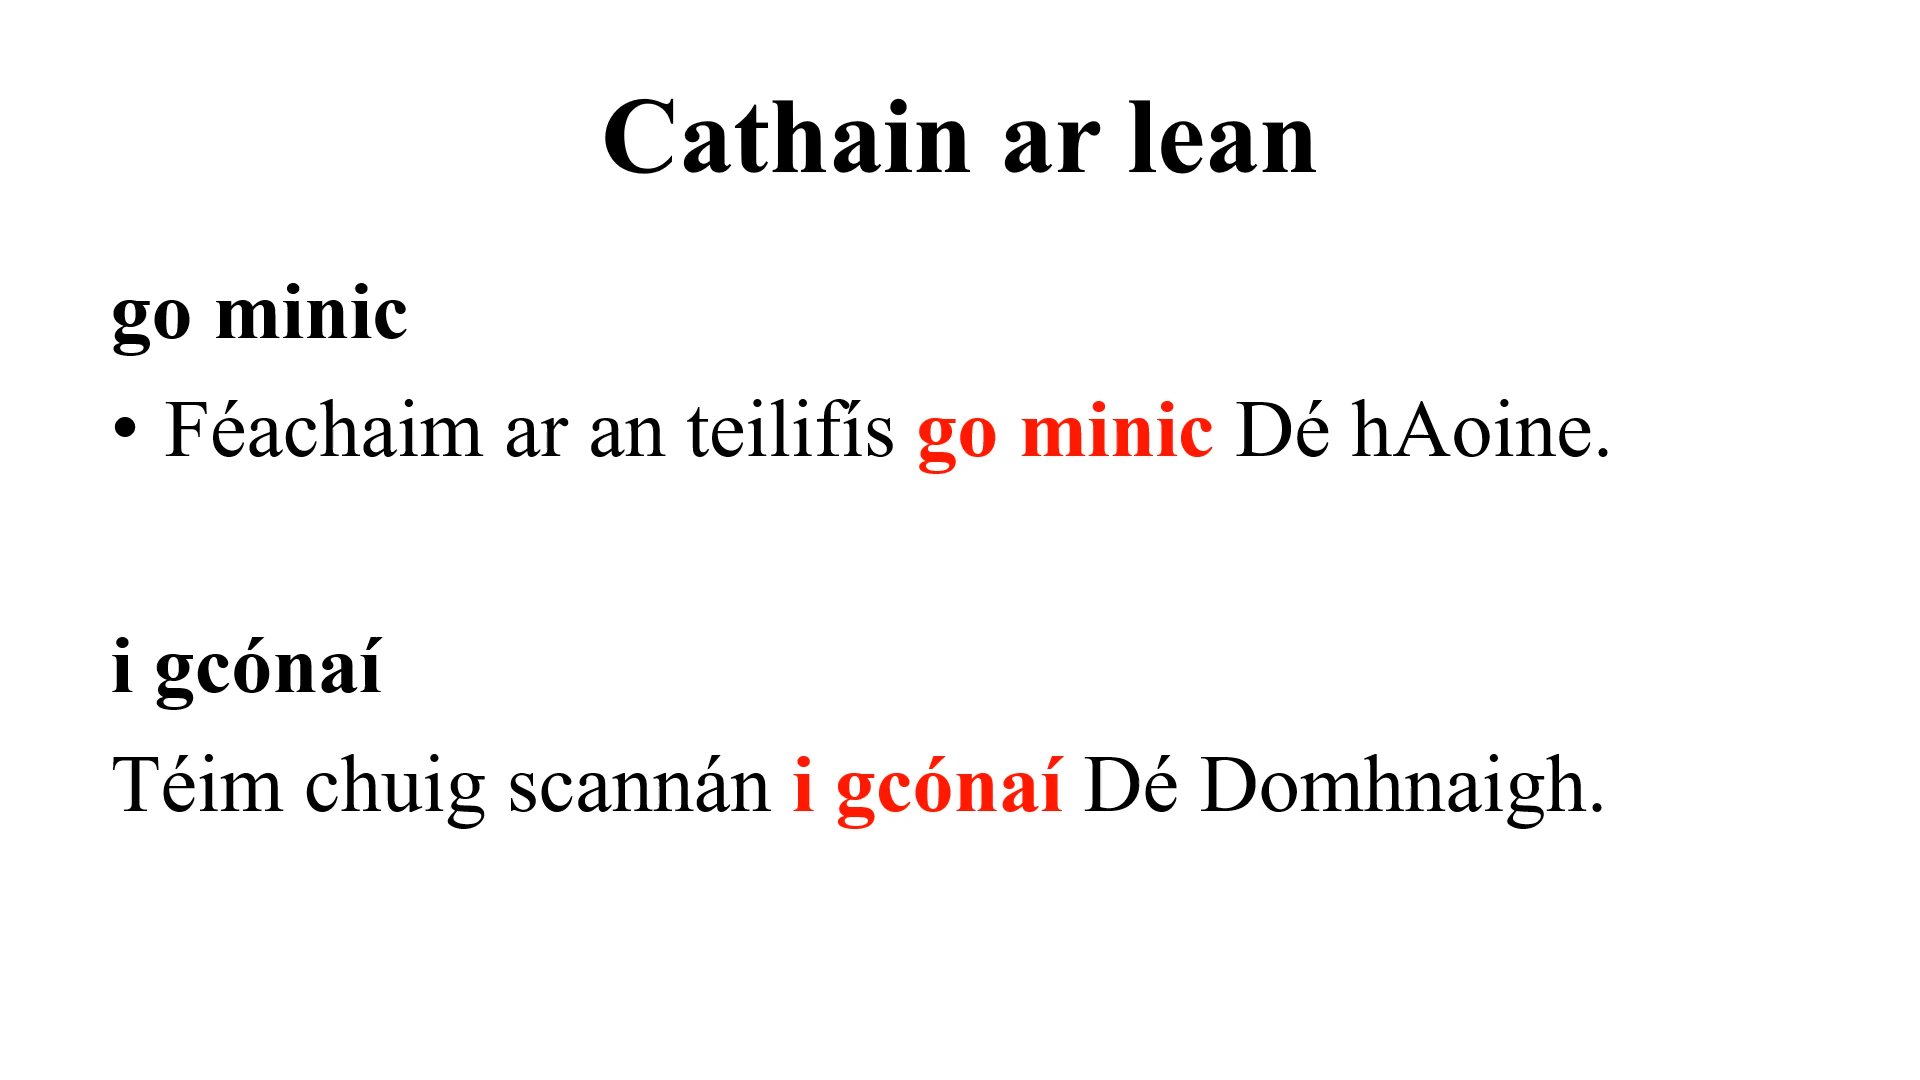 Cathain ar lean
go minic
• Féachaim ar an teilifís go minic Dé hAoine.
i gcónaí
Téim chuig scannán i gcónaí Dé Domhnaigh.